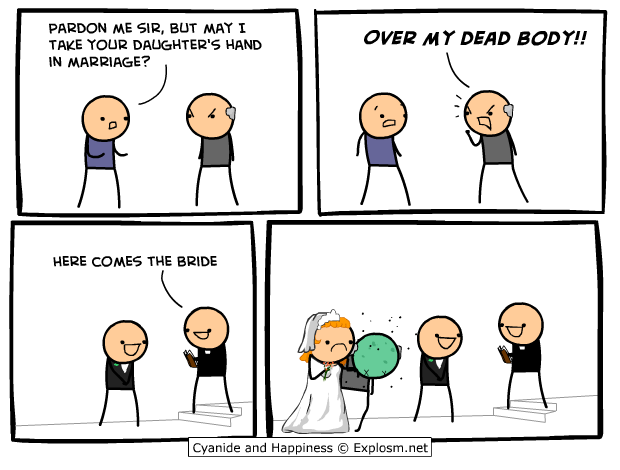 PARDON ME SIR, BUT MAY I
TAKE YOUR DAUGHTER'S HAND
IN MARRIAGE?
OVER MY DEAD BODY!!
HERE COMES THE BRIDE
Cyanide and Happiness © Explosm.net